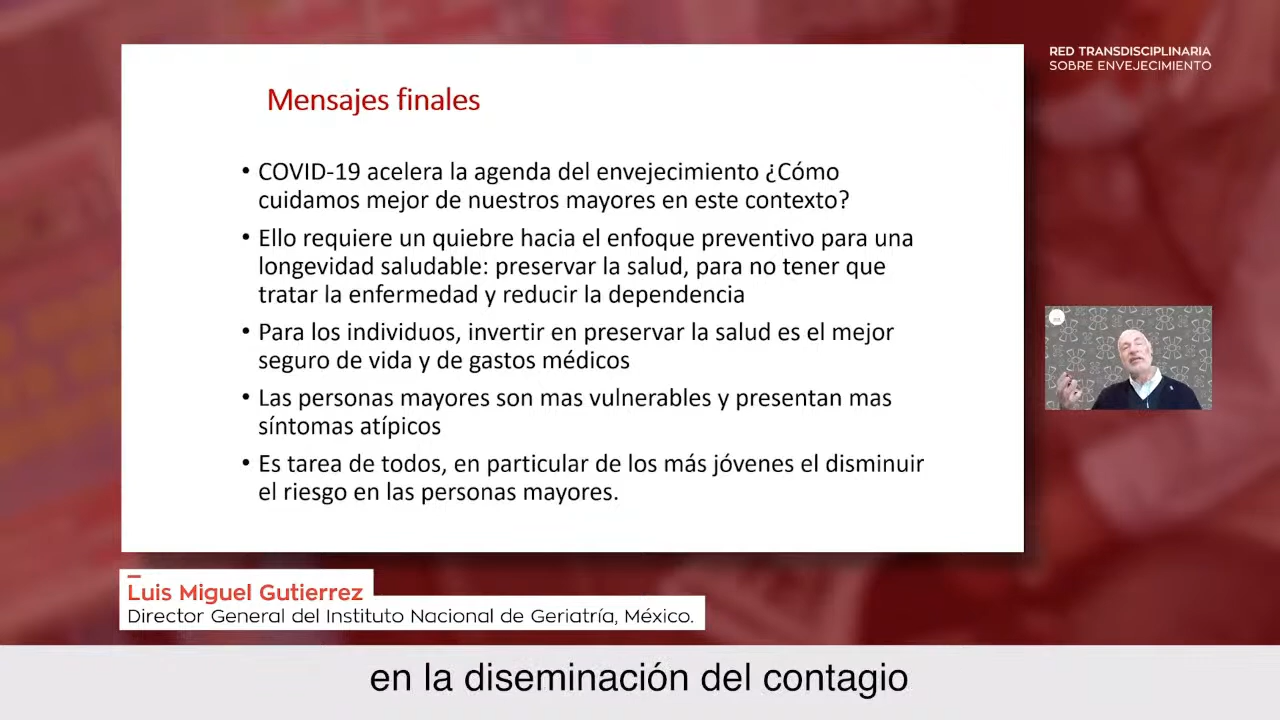 RED TRANSDISCIPLINARIA
SOBRE ENVEJECIMIENTO
Mensajes finales
• COVID-19 acelera la agenda del envejecimiento ¿Cómo
cuidamos mejor de nuestros mayores en este contexto?
• Ello requiere un quiebre hacia el enfoque preventivo para una
longevidad saludable: preservar la salud, para no tener que
tratar la enfermedad y reducir la dependencia
• Para los individuos, invertir en preservar la salud es el mejor
seguro de vida y de gastos médicos
• Las personas mayores son mas vulnerables y presentan mas
síntomas atípicos
• Es tarea de todos, en particular de los más jóvenes el disminuir
el riesgo en las personas mayores.
Luis Miguel Gutierrez
Director General del Instituto Nacional de Geriatría, México.
en la diseminación del contagio